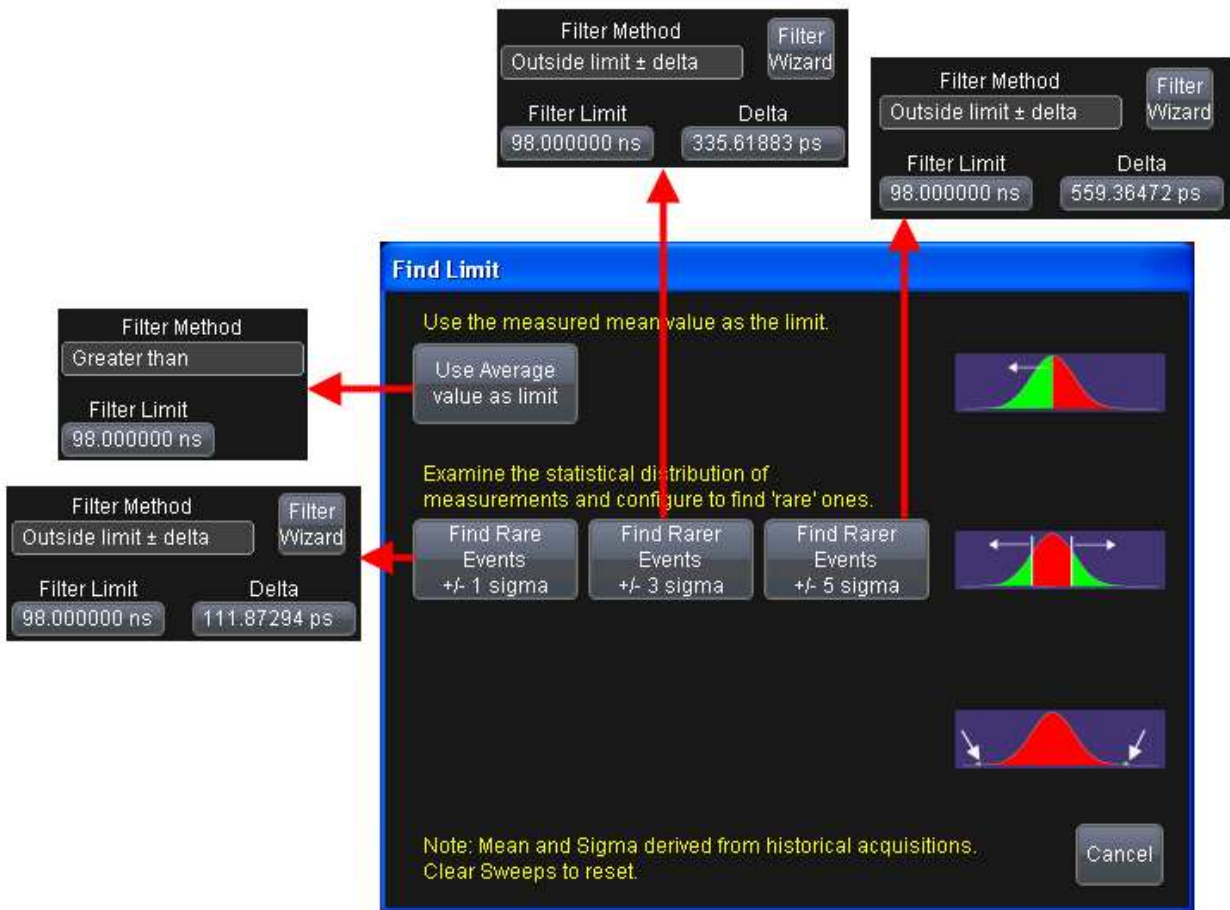 Filter Method
Filter
Wizard
Outside limit ± delta
Filter Limit
Delta
98.000000 ns
335.61883 ps
Filter Method
Filter
Wizard
Outside limit ± delta
Filter Limit
Delta
98.000000 ns
559.36472 ps
Find Limit
Use the measured mean value as the limit.
Use Average
value as limit
Filter Method
Greater than
Filter Limit
98.000000 ns
Examine the statistical distribution of
measurements and configure to find 'rare' ones.
Find Rare
Events
+/- 1 sigma
Find Rarer
Events
+/- 3 sigma
Find Rarer
Events
+/- 5 sigma
Filter Method
Filter
Wizard
Outside limit ± delta
Filter Limit
Delta
98.000000 ns
111.87294 ps
Note: Mean and Sigma derived from historical acquisitions.
Clear Sweeps to reset.
Cancel